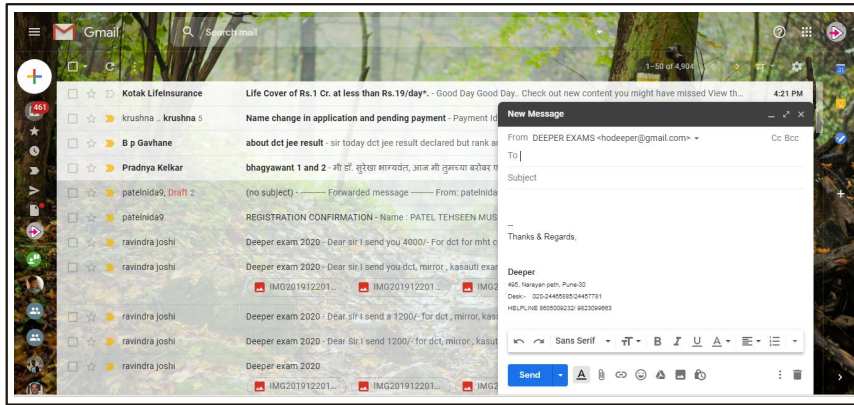 Gmail
Search mail
1–50 of 4,904
461
Kotak LifeInsurance Life Cover of Rs.1 Cr. at less than Rs.19/day*. - Good Day Good Day.. Check out new content you might have missed View th... 4:21 PM
krushna .. krushna 5 Name change in application and pending payment - Payment Id
B p Gavhane about dct jee result - sir today dct jee result declared but rank ar
Pradnya Kelkar bhagyawant 1 and 2 - मी डॉ. सुरेखा भाग्यवंत, आज मी तुमच्या बरोबर ए
patelnida9, Draft 2 (no subject) - ---------- Forwarded message ---------- From: patelnida
patelnida9 REGISTRATION CONFIRMATION - Name : PATEL TEHSEEN MUS
ravindra joshi Deeper exam 2020 - Dear sir I send you 4000/- For dct for mht c
ravindra joshi Deeper exam 2020 - Dear sir I send you dct, mirror , kasauti exar
IMG201912201... IMG201912201... IMG2
ravindra joshi Deeper exam 2020 - Dear Sir I send a 1200/- for dct , mirror, kasu
ravindra joshi Deeper exam 2020 - Dear Sir I send 1200/- for dct, mirror , kasut
ravindra joshi Deeper exam 2020
IMG201912201... IMG201912201... IMG2
New Message
From DEEPER EXAMS <hodeeper@gmail.com> Cc Bcc
To
Subject
--
Thanks & Regards,
Deeper
495, Narayan peth, Pune-30
Desk:- 020-24465885/24457781
HELPLINE 8605009232/ 9623099663
Sans Serif
B I U A
Send A